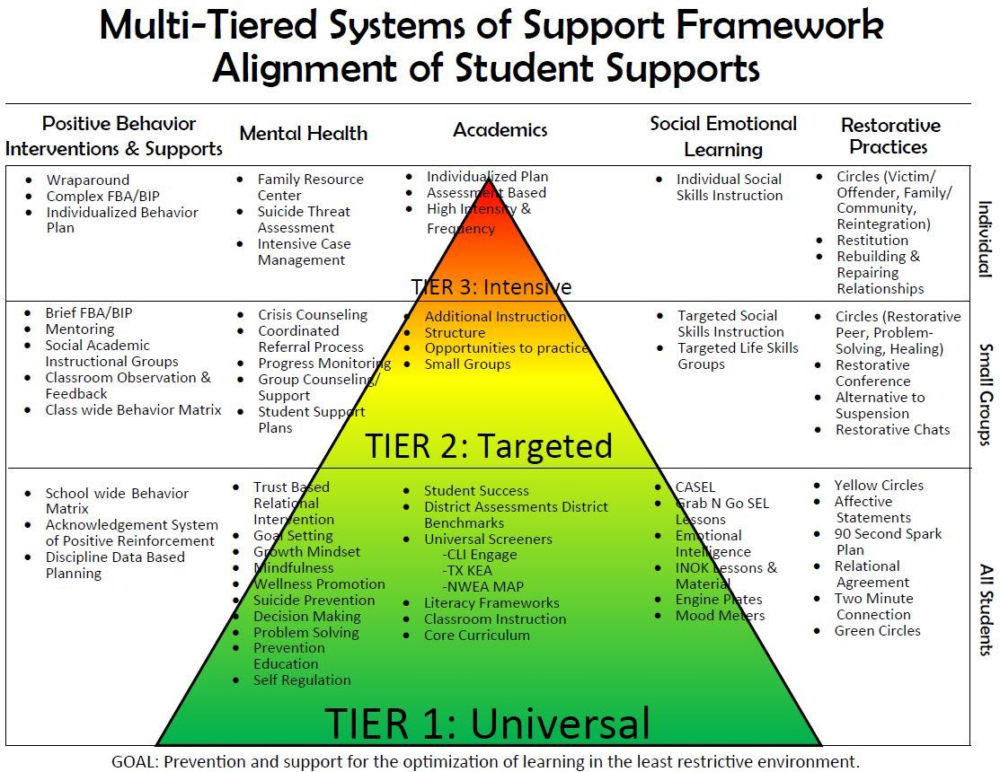 Multi-Tiered Systems of Support Framework
Alignment of Student Supports
Positive Behavior
Interventions & Supports
Mental Health
Academics
Social Emotional
Learning
Restorative
Practices
• Wraparound
• Complex FBA/BIP
• Individualized Behavior
Plan
• Family Resource
Center
• Suicide Threat
Assessment
• Intensive Case
Management
• Individualized Plan
• Assessment Based
• High Intensity &
Frequency
• Individual Social
Skills Instruction
• Circles (Victim/
Offender, Family/
Community,
Reintegration)
• Restitution
• Rebuilding &
Repairing
Relationships
Individual
TIER 3: Intensive
• Brief FBA/BIP
• Mentoring
• Social Academic
Instructional Groups
• Classroom Observation &
Feedback
• Class wide Behavior Matrix
• Crisis Counseling
• Coordinated
Referral Process
• Progress Monitoring
• Group Counseling/
Support
• Student Support
Plans
• Additional Instruction
• Structure
• Opportunities to practice
• Small Groups
• Targeted Social
Skills Instruction
• Targeted Life Skills
Groups
• Circles (Restorative
Peer, Problem-
Solving, Healing)
• Restorative
Conference
• Alternative to
Suspension
• Restorative Chats
Small Groups
TIER 2: Targeted
• School wide Behavior
Matrix
• Acknowledgement System
of Positive Reinforcement
• Discipline Data Based
Planning
• Trust Based
Relational
Intervention
• Goal Setting
• Growth Mindset
• Mindfulness
• Wellness Promotion
• Suicide Prevention
• Decision Making
• Problem Solving
• Prevention
Education
• Self Regulation
• Student Success
• District Assessments District
Benchmarks
• Universal Screeners
-CLI Engage
-TX KEA
-NWEA MAP
• Literacy Frameworks
• Classroom Instruction
• Core Curriculum
• CASEL
• Grab N Go SEL
Lessons
• Emotional
Intelligence
• INOK Lessons &
Material
• Engine Plates
• Mood Meters
• Yellow Circles
• Affective
Statements
• 90 Second Spark
Plan
• Relational
Agreement
• Two Minute
Connection
• Green Circles
All Students
TIER 1: Universal
GOAL: Prevention and support for the optimization of learning in the least restrictive environment.